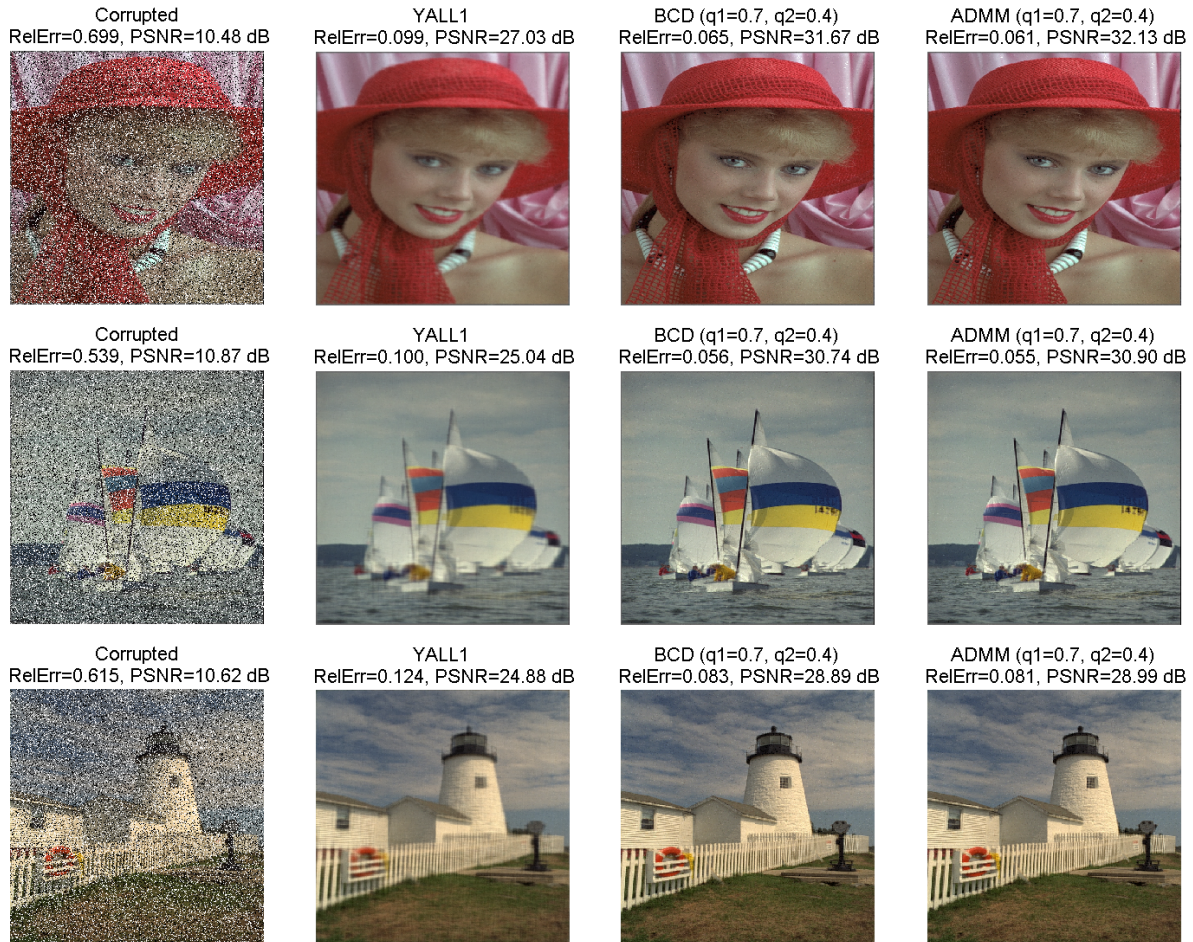 Corrupted
RelErr=0.699, PSNR=10.48 dB
YALL1
RelErr=0.099, PSNR=27.03 dB
BCD (q1=0.7, q2=0.4)
RelErr=0.065, PSNR=31.67 dB
ADMM (q1=0.7, q2=0.4)
RelErr=0.061, PSNR=32.13 dB
Corrupted
RelErr=0.539, PSNR=10.87 dB
YALL1
RelErr=0.100, PSNR=25.04 dB
BCD (q1=0.7, q2=0.4)
RelErr=0.056, PSNR=30.74 dB
ADMM (q1=0.7, q2=0.4)
RelErr=0.055, PSNR=30.90 dB
Corrupted
RelErr=0.615, PSNR=10.62 dB
YALL1
RelErr=0.124, PSNR=24.88 dB
BCD (q1=0.7, q2=0.4)
RelErr=0.083, PSNR=28.89 dB
ADMM (q1=0.7, q2=0.4)
RelErr=0.081, PSNR=28.99 dB